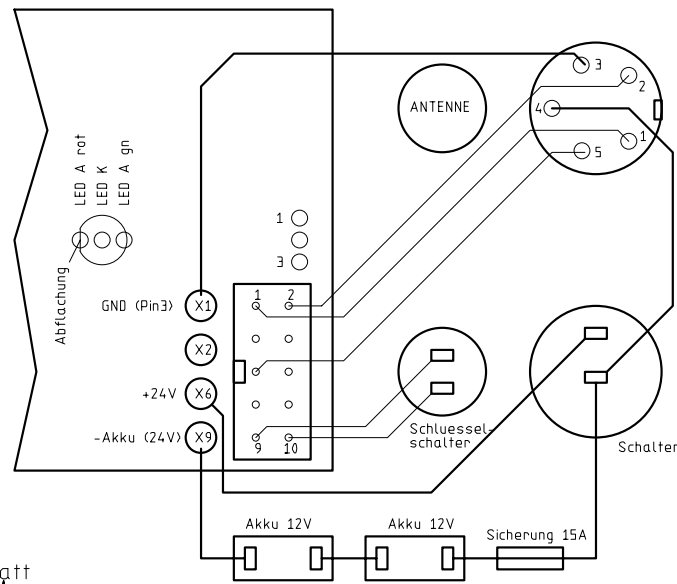 3
2
4
1
5
ANTENNE
LED A rot
LED K
LED A gn
1
3
Abflachung
GND (Pin3)
X1
1 2
X2
+24V
X6
-Akku (24V)
X9
9 10
Schluessel-
schalter
Schalter
Akku 12V
Akku 12V
Sicherung 15A
att